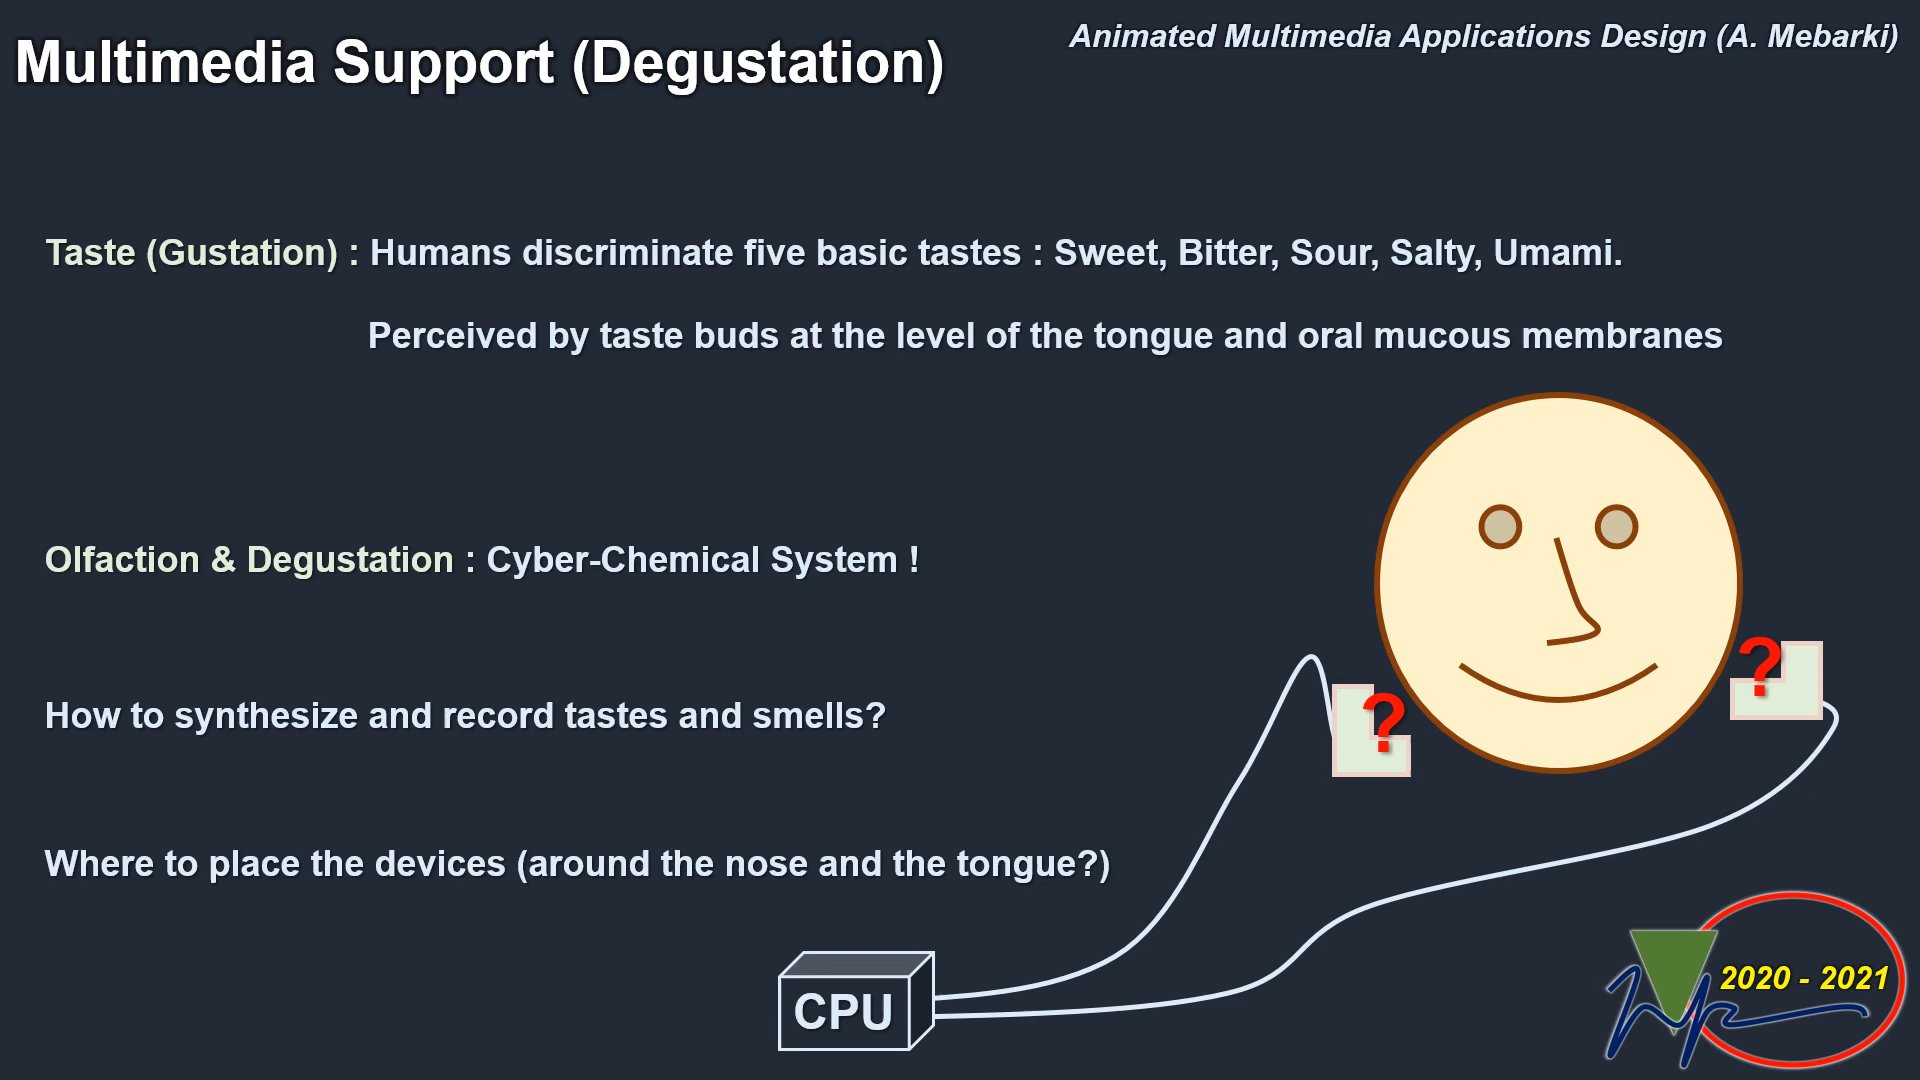 Multimedia Support (Degustation)
Animated Multimedia Applications Design (A. Mebarki)
Taste (Gustation) : Humans discriminate five basic tastes : Sweet, Bitter, Sour, Salty, Umami.
Perceived by taste buds at the level of the tongue and oral mucous membranes
Olfaction & Degustation : Cyber-Chemical System !
How to synthesize and record tastes and smells?
Where to place the devices (around the nose and the tongue?)
?
?
CPU
2020 - 2021